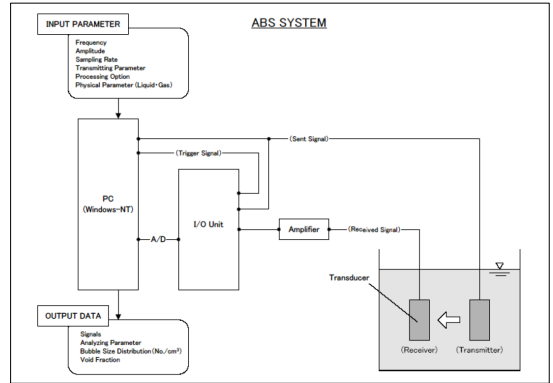 ABS SYSTEM
INPUT PARAMETER
Frequency
Amplitude
Sampling Rate
Transmitting Parameter
Processing Option
Physical Parameter (Liquid・Gas)
(Sent Signal)
(Trigger Signal)
PC
(Windows-NT)
I/O Unit
A/D
Amplifier
(Received Signal)
Transducer
(Receiver)
(Transmitter)
OUTPUT DATA
Signals
Analyzing Parameter
Bubble Size Distribution(No./cm³)
Void Fraction